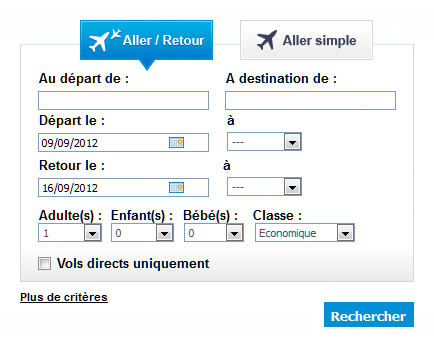 Aller / Retour Aller simple
Au départ de : A destination de :
Départ le : à
09/09/2012 ---
Retour le : à
16/09/2012 ---
Adulte(s) : Enfant(s) : Bébé(s) : Classe :
1 0 0 Economique
Vols directs uniquement
Plus de critères
Rechercher